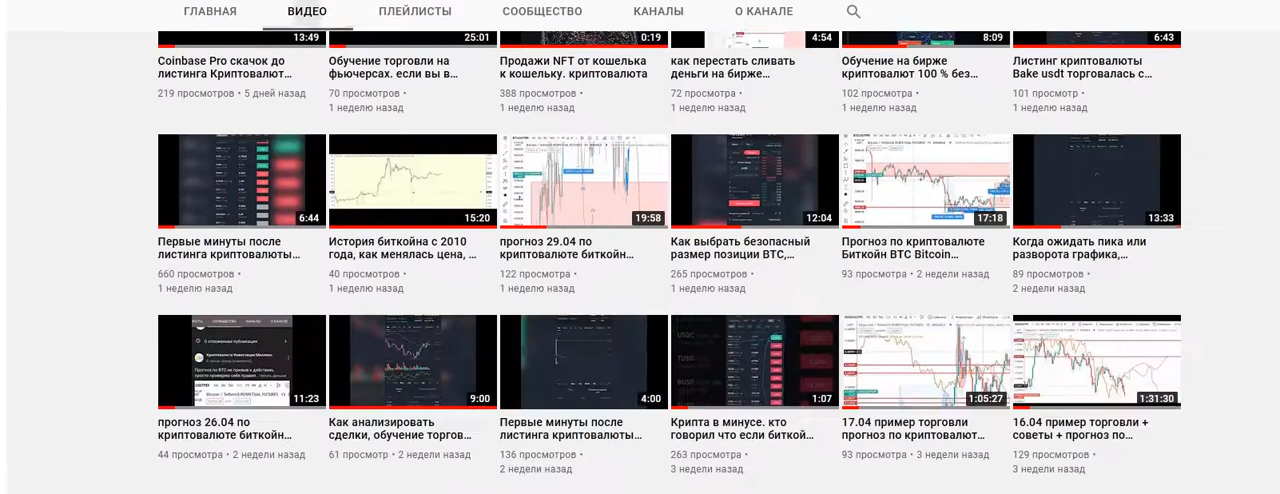 ГЛАВНАЯ ВИДЕО ПЛЕЙЛИСТЫ СООБЩЕСТВО КАНАЛЫ О КАНАЛЕ
13:49 25:01 0:19 4:54 8:09 6:43
Coinbase Pro скачок до
листинга Криптовалют…
219 просмотров • 5 дней назад
Обучение торговли на
фьючерсах. если вы в…
70 просмотров •
1 неделю назад
Продажи NFT от кошелька
к кошельку. криптовалюта
388 просмотров •
1 неделю назад
как перестать сливать
деньги на бирже…
72 просмотра •
1 неделю назад
Обучение на бирже
криптовалют 100 % без…
102 просмотра •
1 неделю назад
Листинг криптовалюты
Bake usdt торговалась с…
101 просмотр •
1 неделю назад
6:44 15:20 19:58 12:04 17:18 13:33
Первые минуты после
листинга криптовалюты…
660 просмотров •
1 неделю назад
История биткойна с 2010
года, как менялась цена, …
40 просмотров •
1 неделю назад
прогноз 29.04 по
криптовалюте биткойн…
122 просмотра •
1 неделю назад
Как выбрать безопасный
размер позиции BTC,…
265 просмотров •
1 неделю назад
Прогноз по криптовалюте
Биткойн BTC Bitcoin…
93 просмотра • 2 недели назад
Когда ожидать пика или
разворота графика,…
89 просмотров •
2 недели назад
0 отложенная публикация
11:23 9:00 4:00 1:07 1:05:27 1:31:30
прогноз 26.04 по
криптовалюте биткойн…
44 просмотра • 2 недели назад
Как анализировать
сделки, обучение торгов…
61 просмотр • 2 недели назад
Первые минуты после
листинга криптовалюты…
136 просмотров •
2 недели назад
Крипта в минусе. кто
говорил что если биткой…
263 просмотра •
3 недели назад
17.04 пример торговли
прогноз по криптовалют…
93 просмотра • 3 недели назад
16.04 пример торговли +
советы + прогноз по…
129 просмотров •
3 недели назад